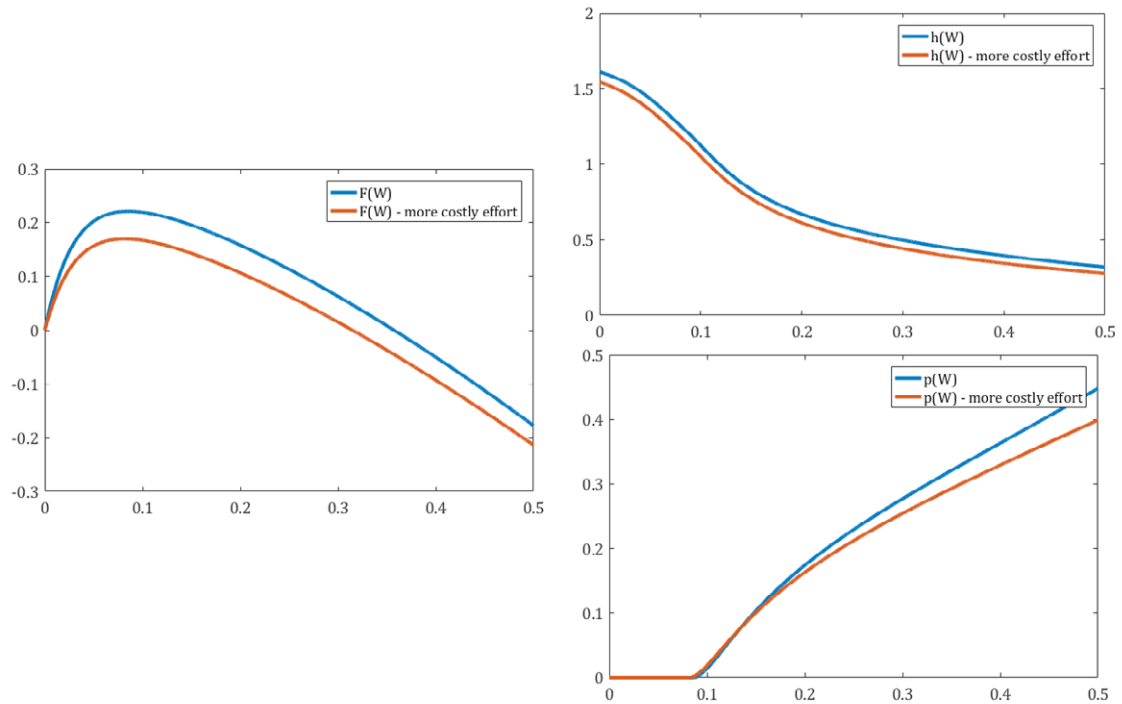 0.3
0.2
0.1
0
-0.1
-0.2
-0.3
0 0.1 0.2 0.3 0.4 0.5
F(W)
F(W) - more costly effort
2
1.5
1
0.5
0
0 0.1 0.2 0.3 0.4 0.5
h(W)
h(W) - more costly effort
0.5
0.4
0.3
0.2
0.1
0
0 0.1 0.2 0.3 0.4 0.5
p(W)
p(W) - more costly effort